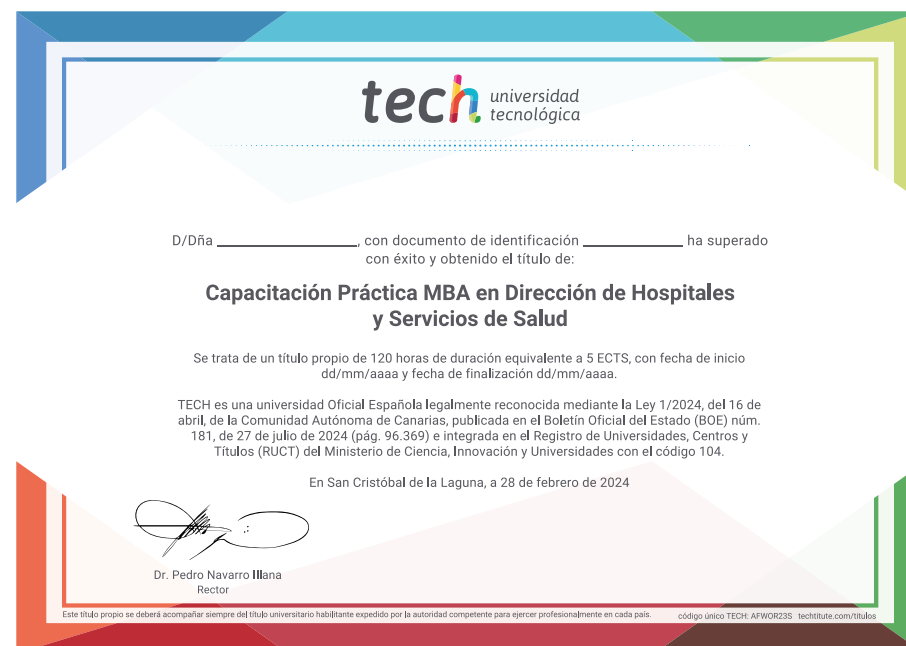 tech universidad
tecnológica
D/Dña ____________, con documento de identificación ____________ ha superado
con éxito y obtenido el título de:
Capacitación Práctica MBA en Dirección de Hospitales
y Servicios de Salud
Se trata de un título propio de 120 horas de duración equivalente a 5 ECTS, con fecha de inicio
dd/mm/aaaa y fecha de finalización dd/mm/aaaa.
TECH es una universidad Oficial Española legalmente reconocida mediante la Ley 1/2024, del 16 de
abril, de la Comunidad Autónoma de Canarias, publicada en el Boletín Oficial del Estado (BOE) núm.
181, de 27 de julio de 2024 (pág. 96.369) e integrada en el Registro de Universidades, Centros y
Títulos (RUCT) del Ministerio de Ciencia, Innovación y Universidades con el código 104.
En San Cristóbal de la Laguna, a 28 de febrero de 2024
Dr. Pedro Navarro Illana
Rector
Este título propio se deberá acompañar siempre del título universitario habilitante expedido por la autoridad competente para ejercer profesionalmente en cada país.
código único TECH: AFWOR23S techtitute.com/titulos